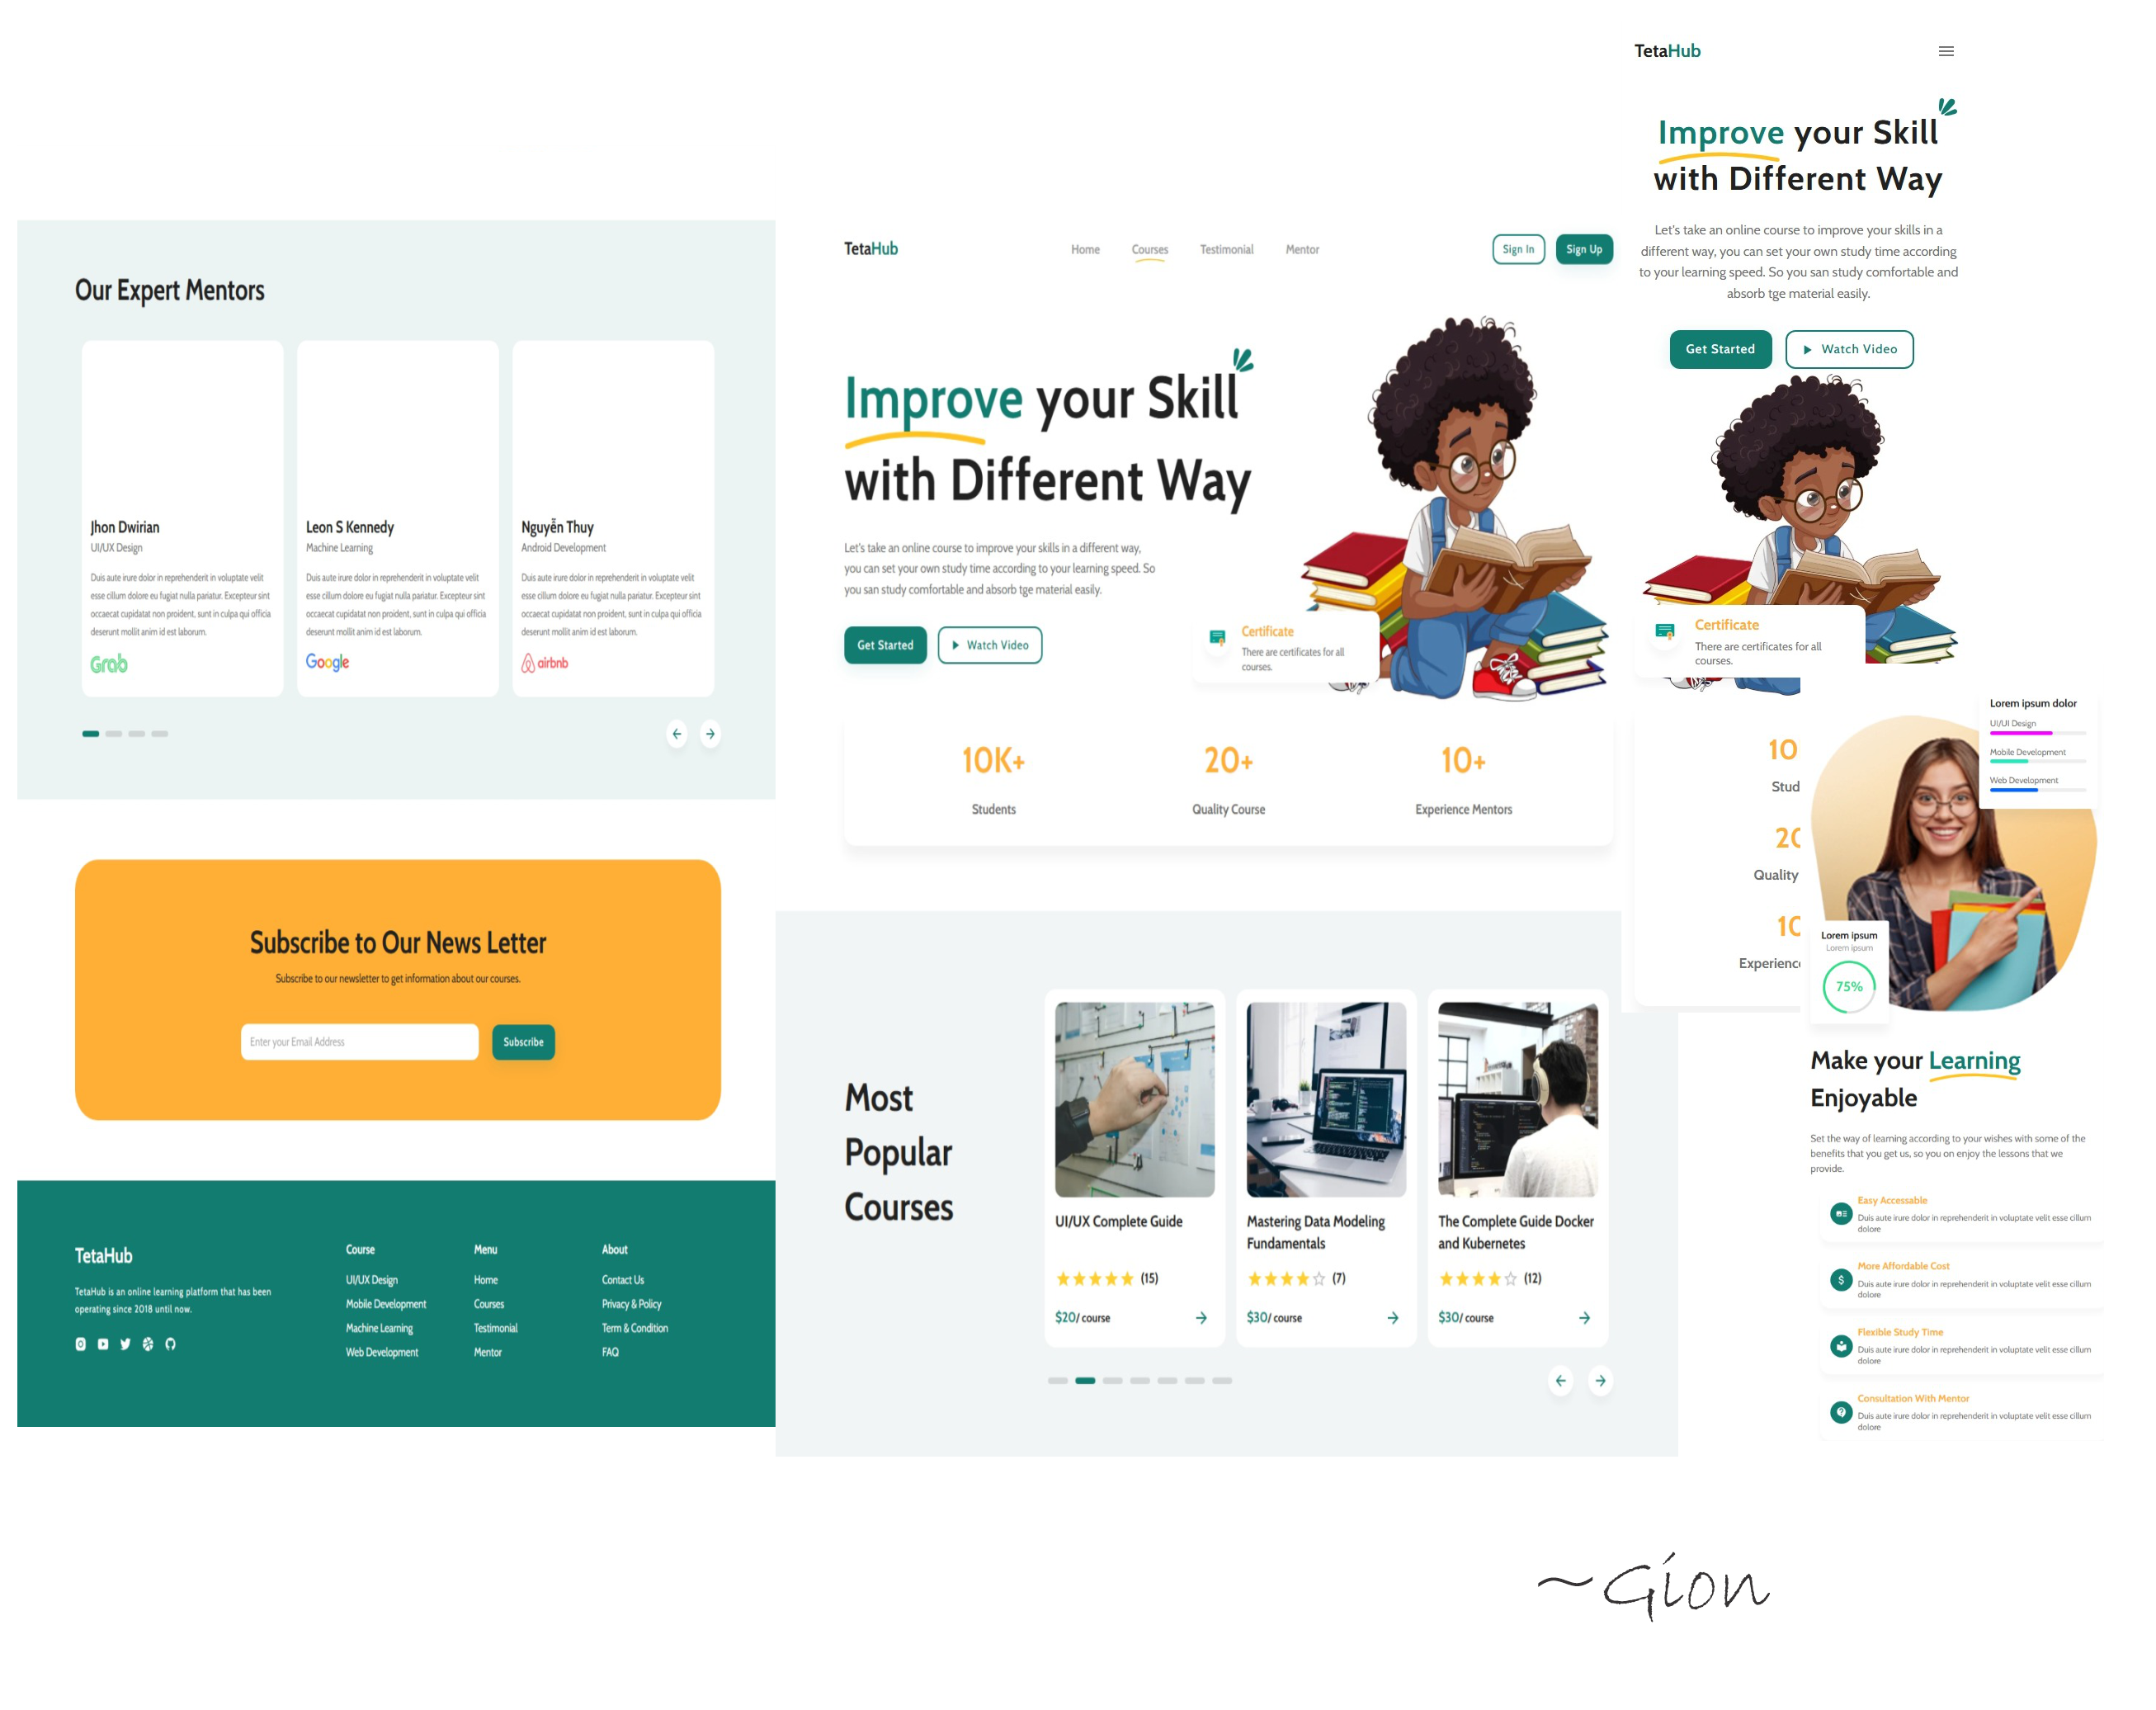 Our Expert Mentors
Jhon Dwirian
UI/UX Design
Duis aute irure dolor in reprehenderit in voluptate velit
esse cillum dolore eu fugiat nulla pariatur. Excepteur sint
occaecat cupidatat non proident, sunt in culpa qui officia
deserunt mollit anim id est laborum.
Grab
Leon S Kennedy
Machine Learning
Duis aute irure dolor in reprehenderit in voluptate velit
esse cillum dolore eu fugiat nulla pariatur. Excepteur sint
occaecat cupidatat non proident, sunt in culpa qui officia
deserunt mollit anim id est laborum.
Google
Nguyễn Thuy
Android Development
Duis aute irure dolor in reprehenderit in voluptate velit
esse cillum dolore eu fugiat nulla pariatur. Excepteur sint
occaecat cupidatat non proident, sunt in culpa qui officia
deserunt mollit anim id est laborum.
airbnb
Subscribe to Our News Letter
Subscribe to our newsletter to get information about our courses.
Enter your Email Address
Subscribe
TetaHub
TetaHub is an online learning platform that has been
operating since 2018 until now.
Course
UI/UX Design
Mobile Development
Machine Learning
Web Development
Menu
Home
Courses
Testimonial
Mentor
About
Contact Us
Privacy & Policy
Term & Condition
FAQ
TetaHub
Home
Courses
Testimonial
Mentor
Sign In
Sign Up
Improve your Skill
with Different Way
Let's take an online course to improve your skills in a different way,
you can set your own study time according to your learning speed. So
you san study comfortable and absorb tge material easily.
Get Started
Watch Video
Certificate
There are certificates for all
courses.
10K+
Students
20+
Quality Course
10+
Experience Mentors
Most
Popular
Courses
UI/UX Complete Guide
(15)
$20/ course
Mastering Data Modeling
Fundamentals
(7)
$30/ course
The Complete Guide Docker
and Kubernetes
(12)
$30/ course
TetaHub
Improve your Skill
with Different Way
Let's take an online course to improve your skills in a
different way, you can set your own study time according
to your learning speed. So you san study comfortable and
absorb tge material easily.
Get Started
Watch Video
Certificate
There are certificates for all
courses.
10
Stud
20
Quality
10
Experienc
Lorem ipsum dolor
UI/UI Design
Mobile Development
Web Development
Lorem ipsum
Lorem ipsum
75%
Make your Learning
Enjoyable
Set the way of learning according to your wishes with some of the
benefits that you get us, so you on enjoy the lessons that we
provide.
Easy Accessable
Duis aute irure dolor in reprehenderit in voluptate velit esse cillum
dolore
More Affordable Cost
Duis aute irure dolor in reprehenderit in voluptate velit esse cillum
dolore
Flexible Study Time
Duis aute irure dolor in reprehenderit in voluptate velit esse cillum
dolore
Consultation With Mentor
Duis aute irure dolor in reprehenderit in voluptate velit esse cillum
dolore
~Gion